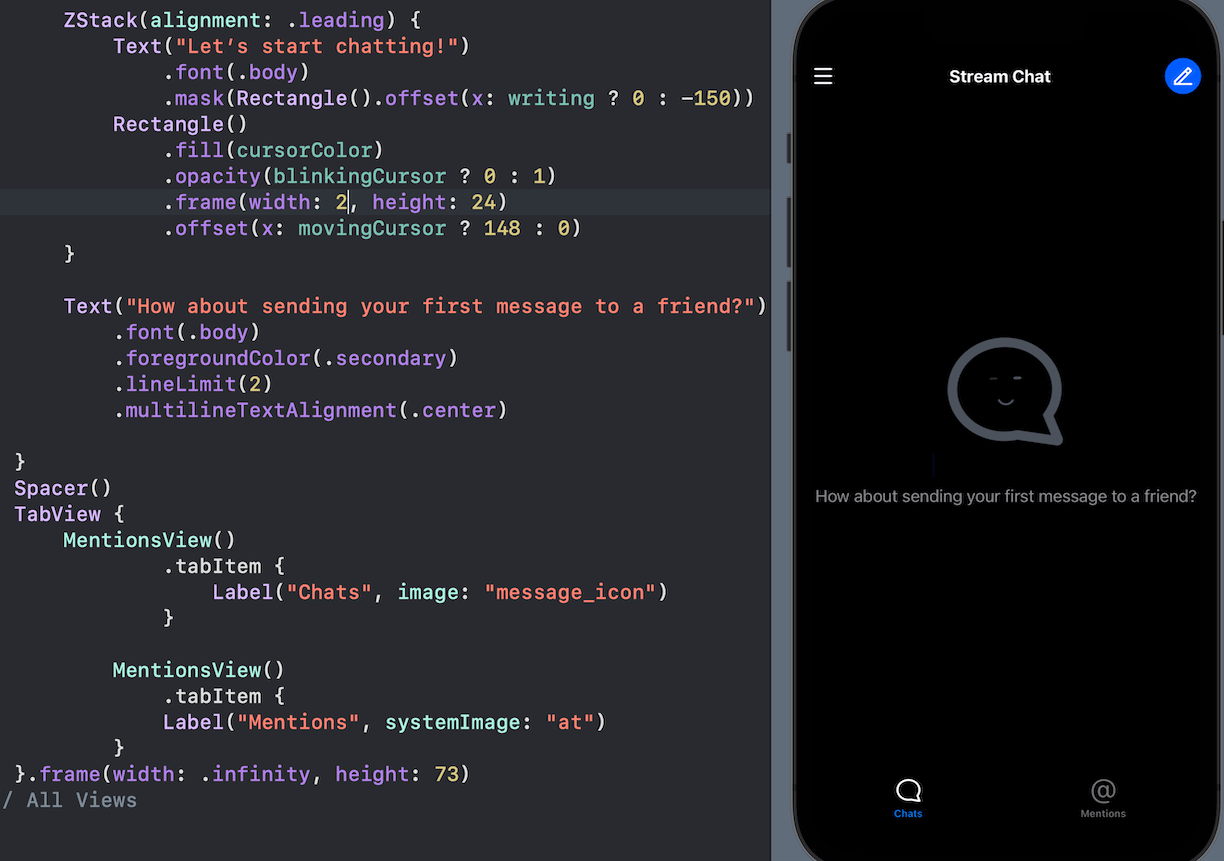 ZStack(alignment: .leading) {
Text("Let’s start chatting!")
.font(.body)
.mask(Rectangle().offset(x: writing ? 0 : -150))
Rectangle()
.fill(cursorColor)
.opacity(blinkingCursor ? 0 : 1)
.frame(width: 2, height: 24)
.offset(x: movingCursor ? 148 : 0)
}
Text("How about sending your first message to a friend?")
.font(.body)
.foregroundColor(.secondary)
.lineLimit(2)
.multilineTextAlignment(.center)
}
Spacer()
TabView {
MentionsView()
.tabItem {
Label("Chats", image: "message_icon")
}
MentionsView()
.tabItem {
Label("Mentions", systemImage: "at")
}
}.frame(width: .infinity, height: 73)
/ All Views
Stream Chat
How about sending your first message to a friend?
@
Chats
Mentions